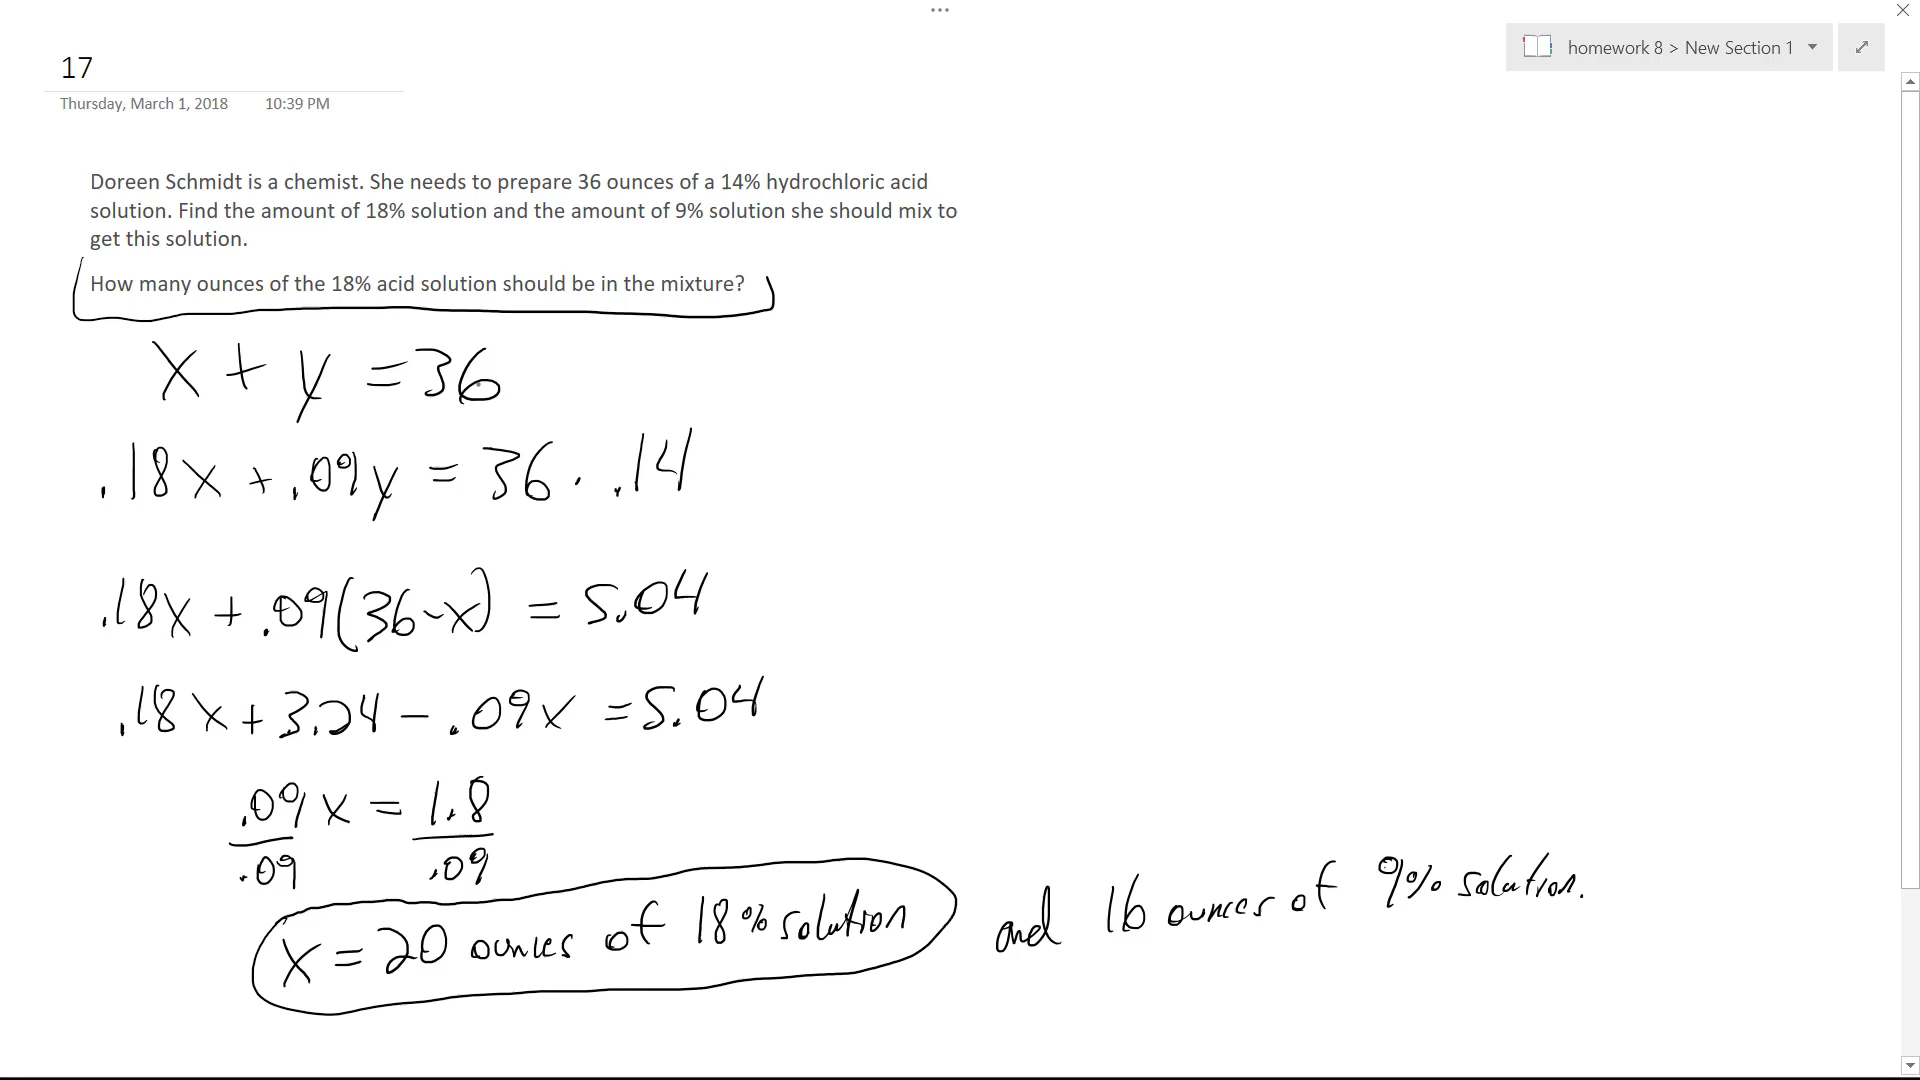 ...
homework 8 > New Section 1
17
Thursday, March 1, 2018 10:39 PM
Doreen Schmidt is a chemist. She needs to prepare 36 ounces of a 14% hydrochloric acid
solution. Find the amount of 18% solution and the amount of 9% solution she should mix to
get this solution.
How many ounces of the 18% acid solution should be in the mixture?
x + y = 36
.18x + .09y = 36 · .14
.18x + .09(36-x) = 5.04
.18x + 3.24 - .09x = 5.04
.09x = 1.8
.09 .09
x = 20 ounces of 18% solution and 16 ounces of 9% solution.